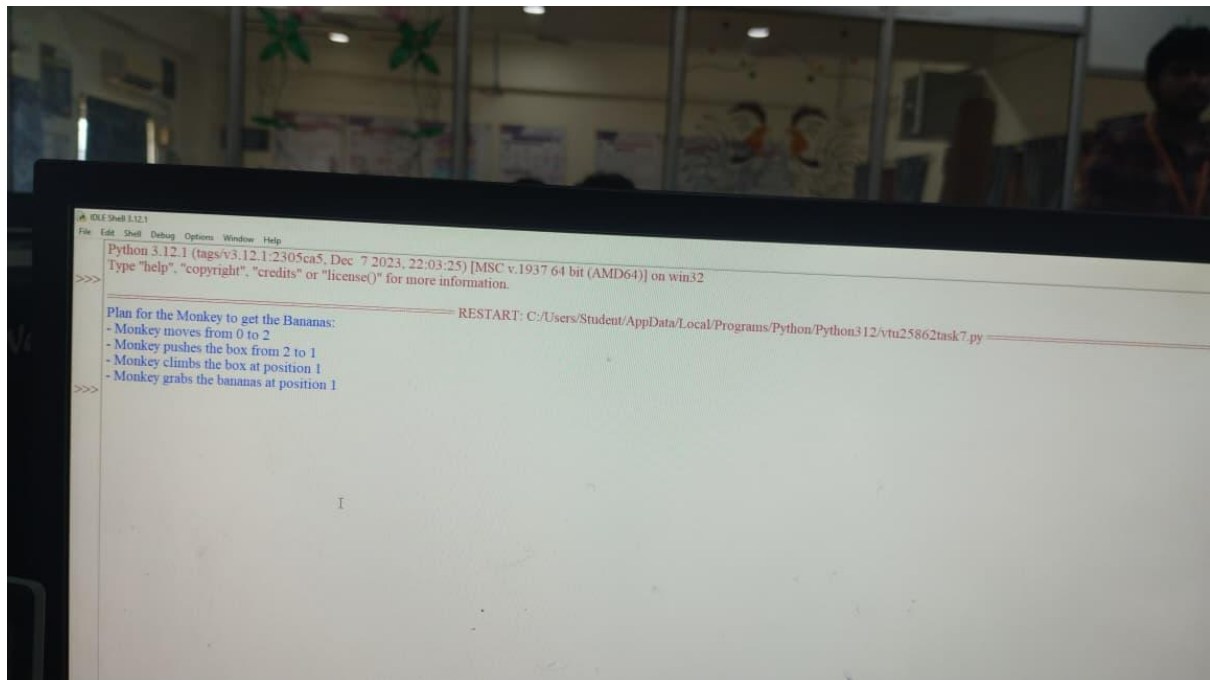 IDLE Shell 3.12.1
File Edit Shell Debug Options Window Help
Python 3.12.1 (tags/v3.12.1:2305ca5, Dec 7 2023, 22:03:25) [MSC v.1937 64 bit (AMD64)] on win32
Type "help", "copyright", "credits" or "license()" for more information.
>>>
RESTART: C:/Users/Student/AppData/Local/Programs/Python/Python312/vtu25862task7.py
Plan for the Monkey to get the Bananas:
- Monkey moves from 0 to 2
- Monkey pushes the box from 2 to 1
- Monkey climbs the box at position 1
- Monkey grabs the bananas at position 1
>>>